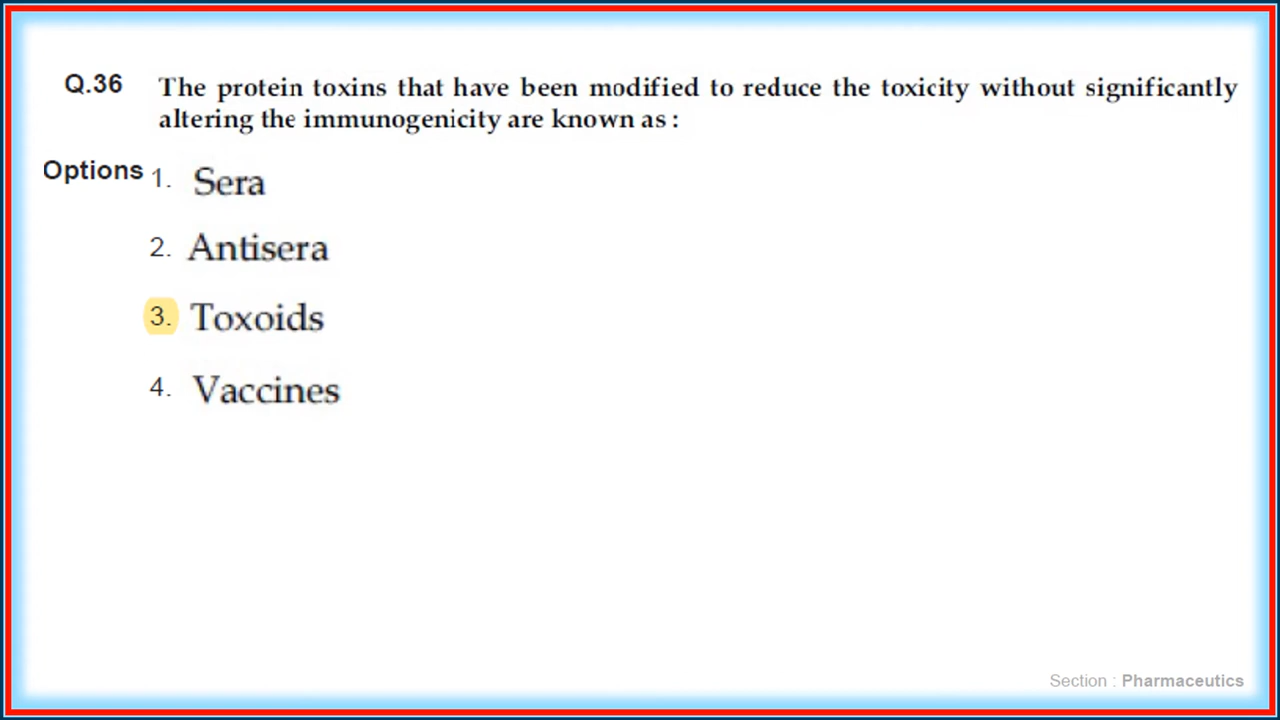 Q.36 The protein toxins that have been modified to reduce the toxicity without significantly
altering the immunogenicity are known as :
Options 1. Sera
2. Antisera
3. Toxoids
4. Vaccines
Section : Pharmaceutics